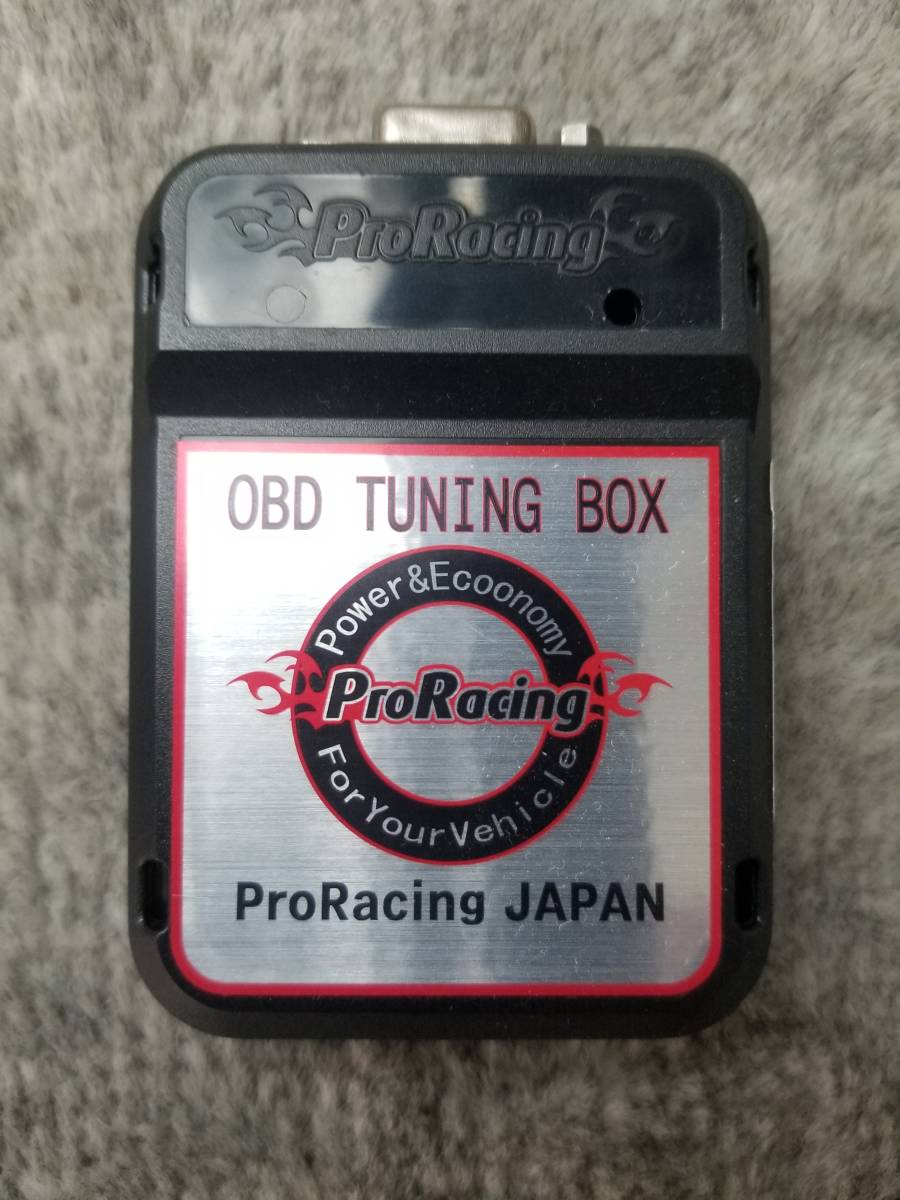 ProRacing
OBD TUNING BOX
Power&Ecoonomy
ProRacing
ForYourVehicle
ProRacing JAPAN